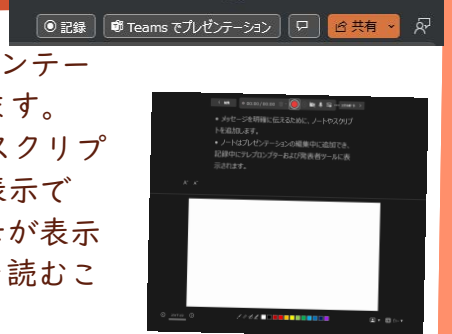 記録
Teams でプレゼンテーション
共有
ンテー
ます。
スクリプ
表示で
が表示
読むこ
• メッセージを明確に伝えるために、ノートやスクリプ
トを追加します。
• ノートはプレゼンテーションの編集中に追加でき、
記録中にテレプロンプターおよび発表者ツールに表
示されます。